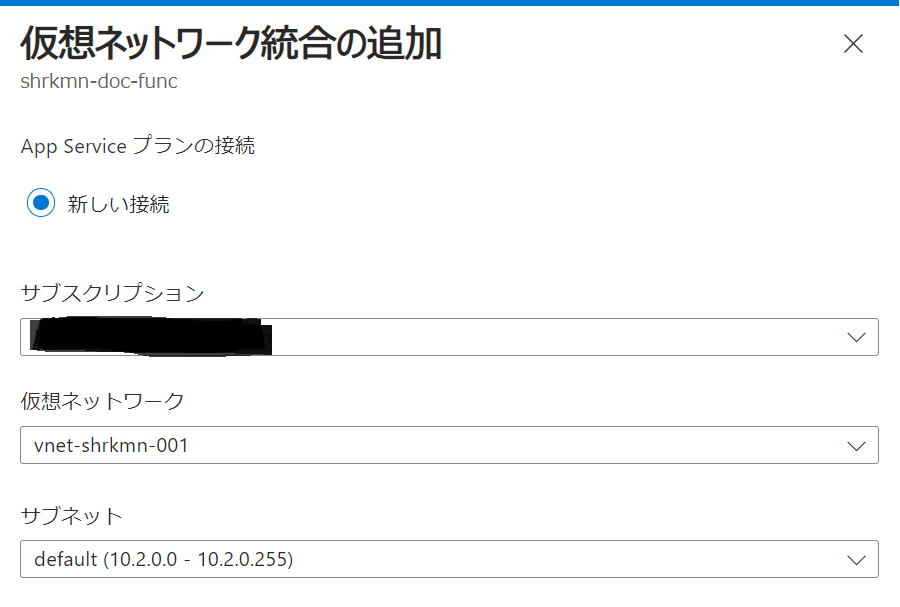 仮想ネットワーク統合の追加
shrkmn-doc-func
App Service プランの接続
新しい接続
サブスクリプション
仮想ネットワーク
vnet-shrkmn-001
サブネット
default (10.2.0.0 - 10.2.0.255)